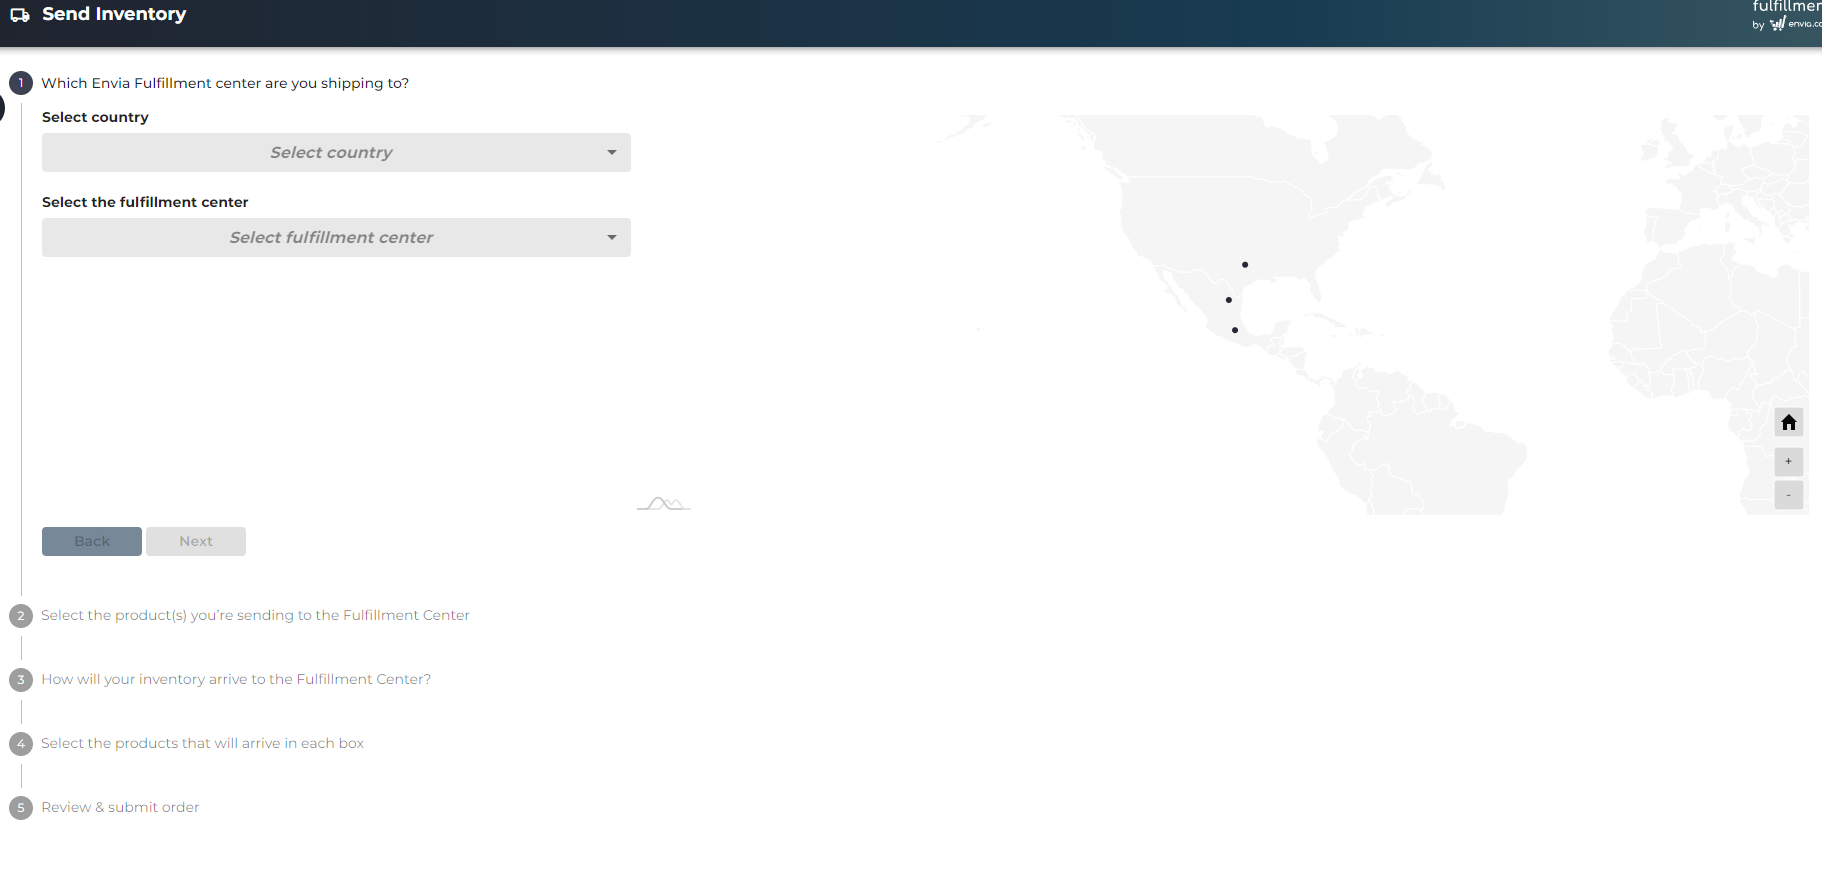 Send Inventory
by envia.co
1 Which Envia Fulfillment center are you shipping to?
Select country
Select country
Select the fulfillment center
Select fulfillment center
+
-
Back Next
2 Select the product(s) you're sending to the Fulfillment Center
3 How will your inventory arrive to the Fulfillment Center?
4 Select the products that will arrive in each box
5 Review & submit order